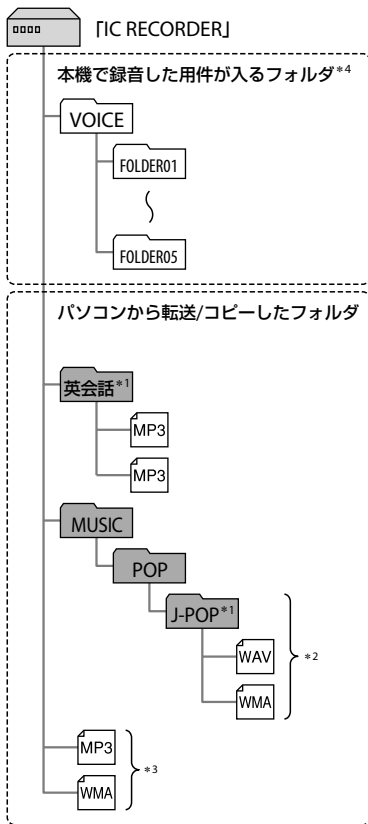 「IC RECORDER」
本機で録音した用件が入るフォルダ*4
VOICE
FOLDER01
FOLDER05
パソコンから転送/コピーしたフォルダ
英会話*1
MP3
MP3
MUSIC
POP
J-POP*1
WAV
*2
WMA
MP3
*3
WMA